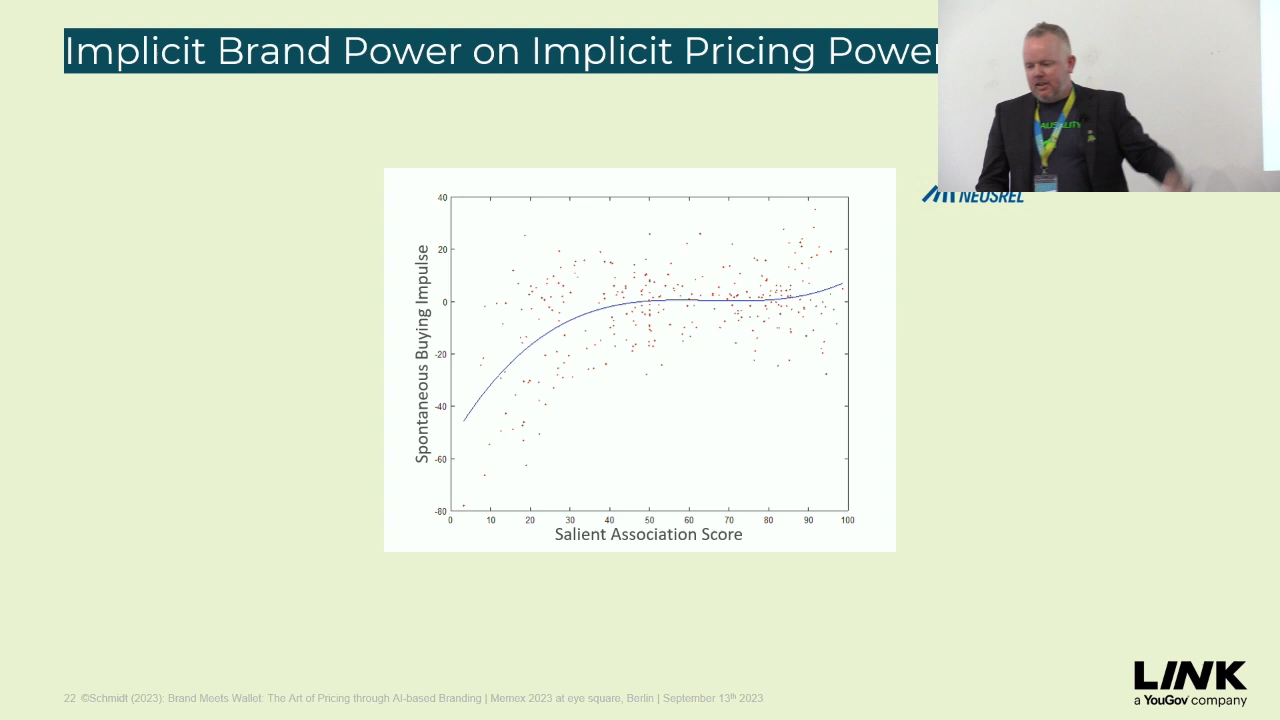 Implicit Brand Power on Implicit Pricing Power
NEUSREL
40
20
0
-20
-40
-60
-80
Spontaneous Buying Impulse
0 10 20 30 40 50 60 70 80 90 100
Salient Association Score
LINK
a YouGov company
22 ©Schmidt (2023): Brand Meets Wallet: The Art of Pricing through AI-based Branding | Memex 2023 at eye square, Berlin | September 13th 2023